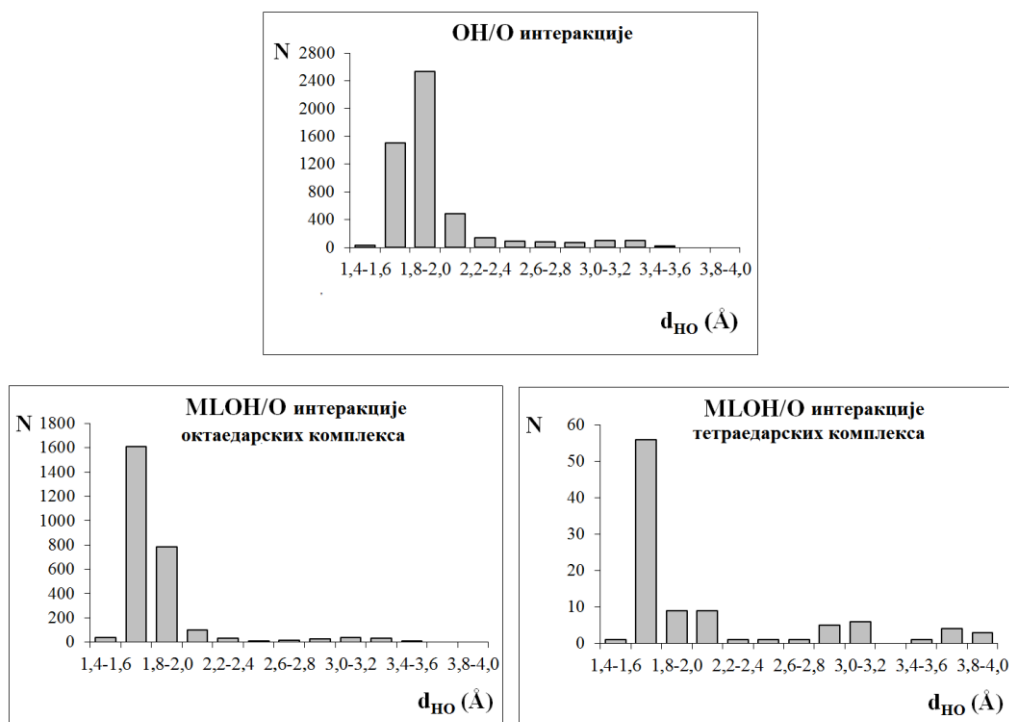 OH/O интеракције
N
2800
2400
2000
1600
1200
800
400
0
1,4-1,6 1,8-2,0 2,2-2,4 2,6-2,8 3,0-3,2 3,4-3,6 3,8-4,0
dHO (Å)
MLOH/O интеракције
октаедарских комплекса
N
1800
1600
1400
1200
1000
800
600
400
200
0
1,4-1,6 1,8-2,0 2,2-2,4 2,6-2,8 3,0-3,2 3,4-3,6 3,8-4,0
dHO (Å)
MLOH/O интеракције
тетраедарских комплекса
N
60
50
40
30
20
10
0
1,4-1,6 1,8-2,0 2,2-2,4 2,6-2,8 3,0-3,2 3,4-3,6 3,8-4,0
dHO (Å)